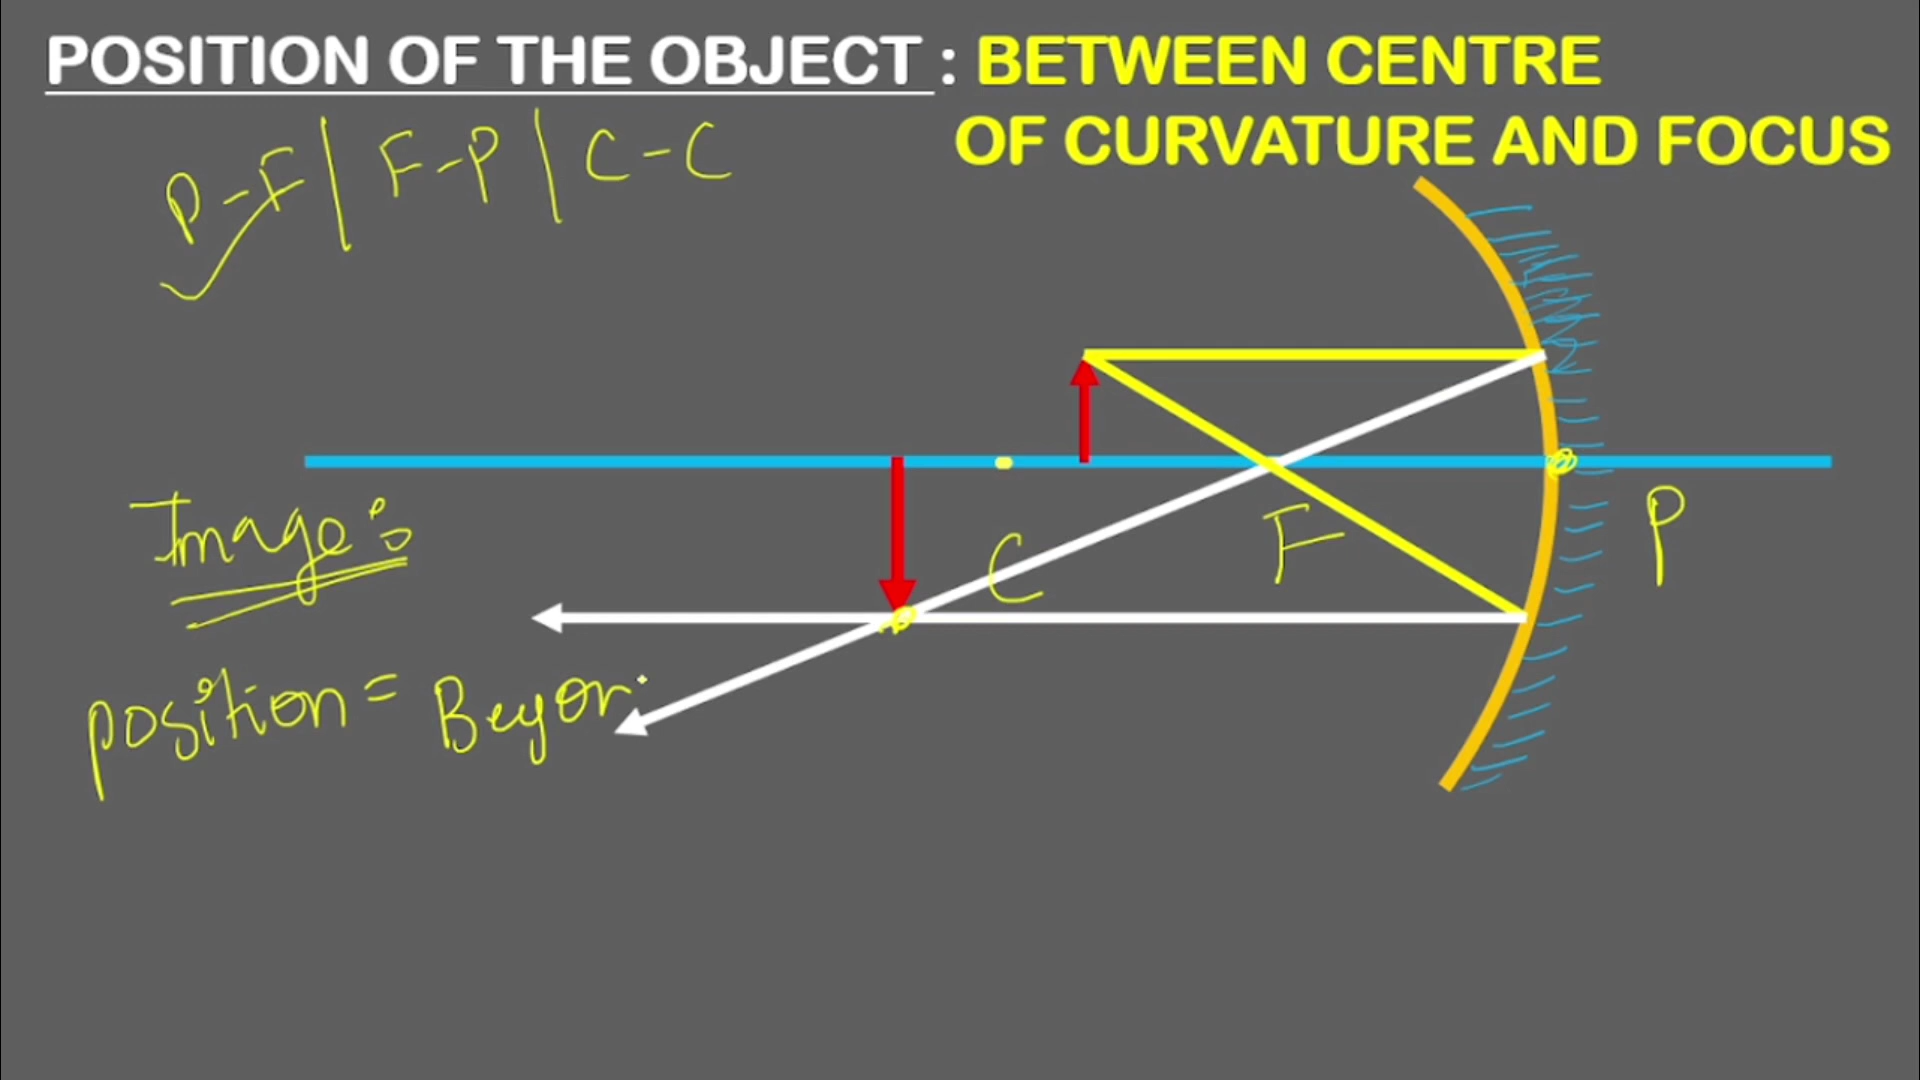 POSITION OF THE OBJECT : BETWEEN CENTRE
OF CURVATURE AND FOCUS
P-F | F-P | C-C
Image:
C
F
P
position = Beyon